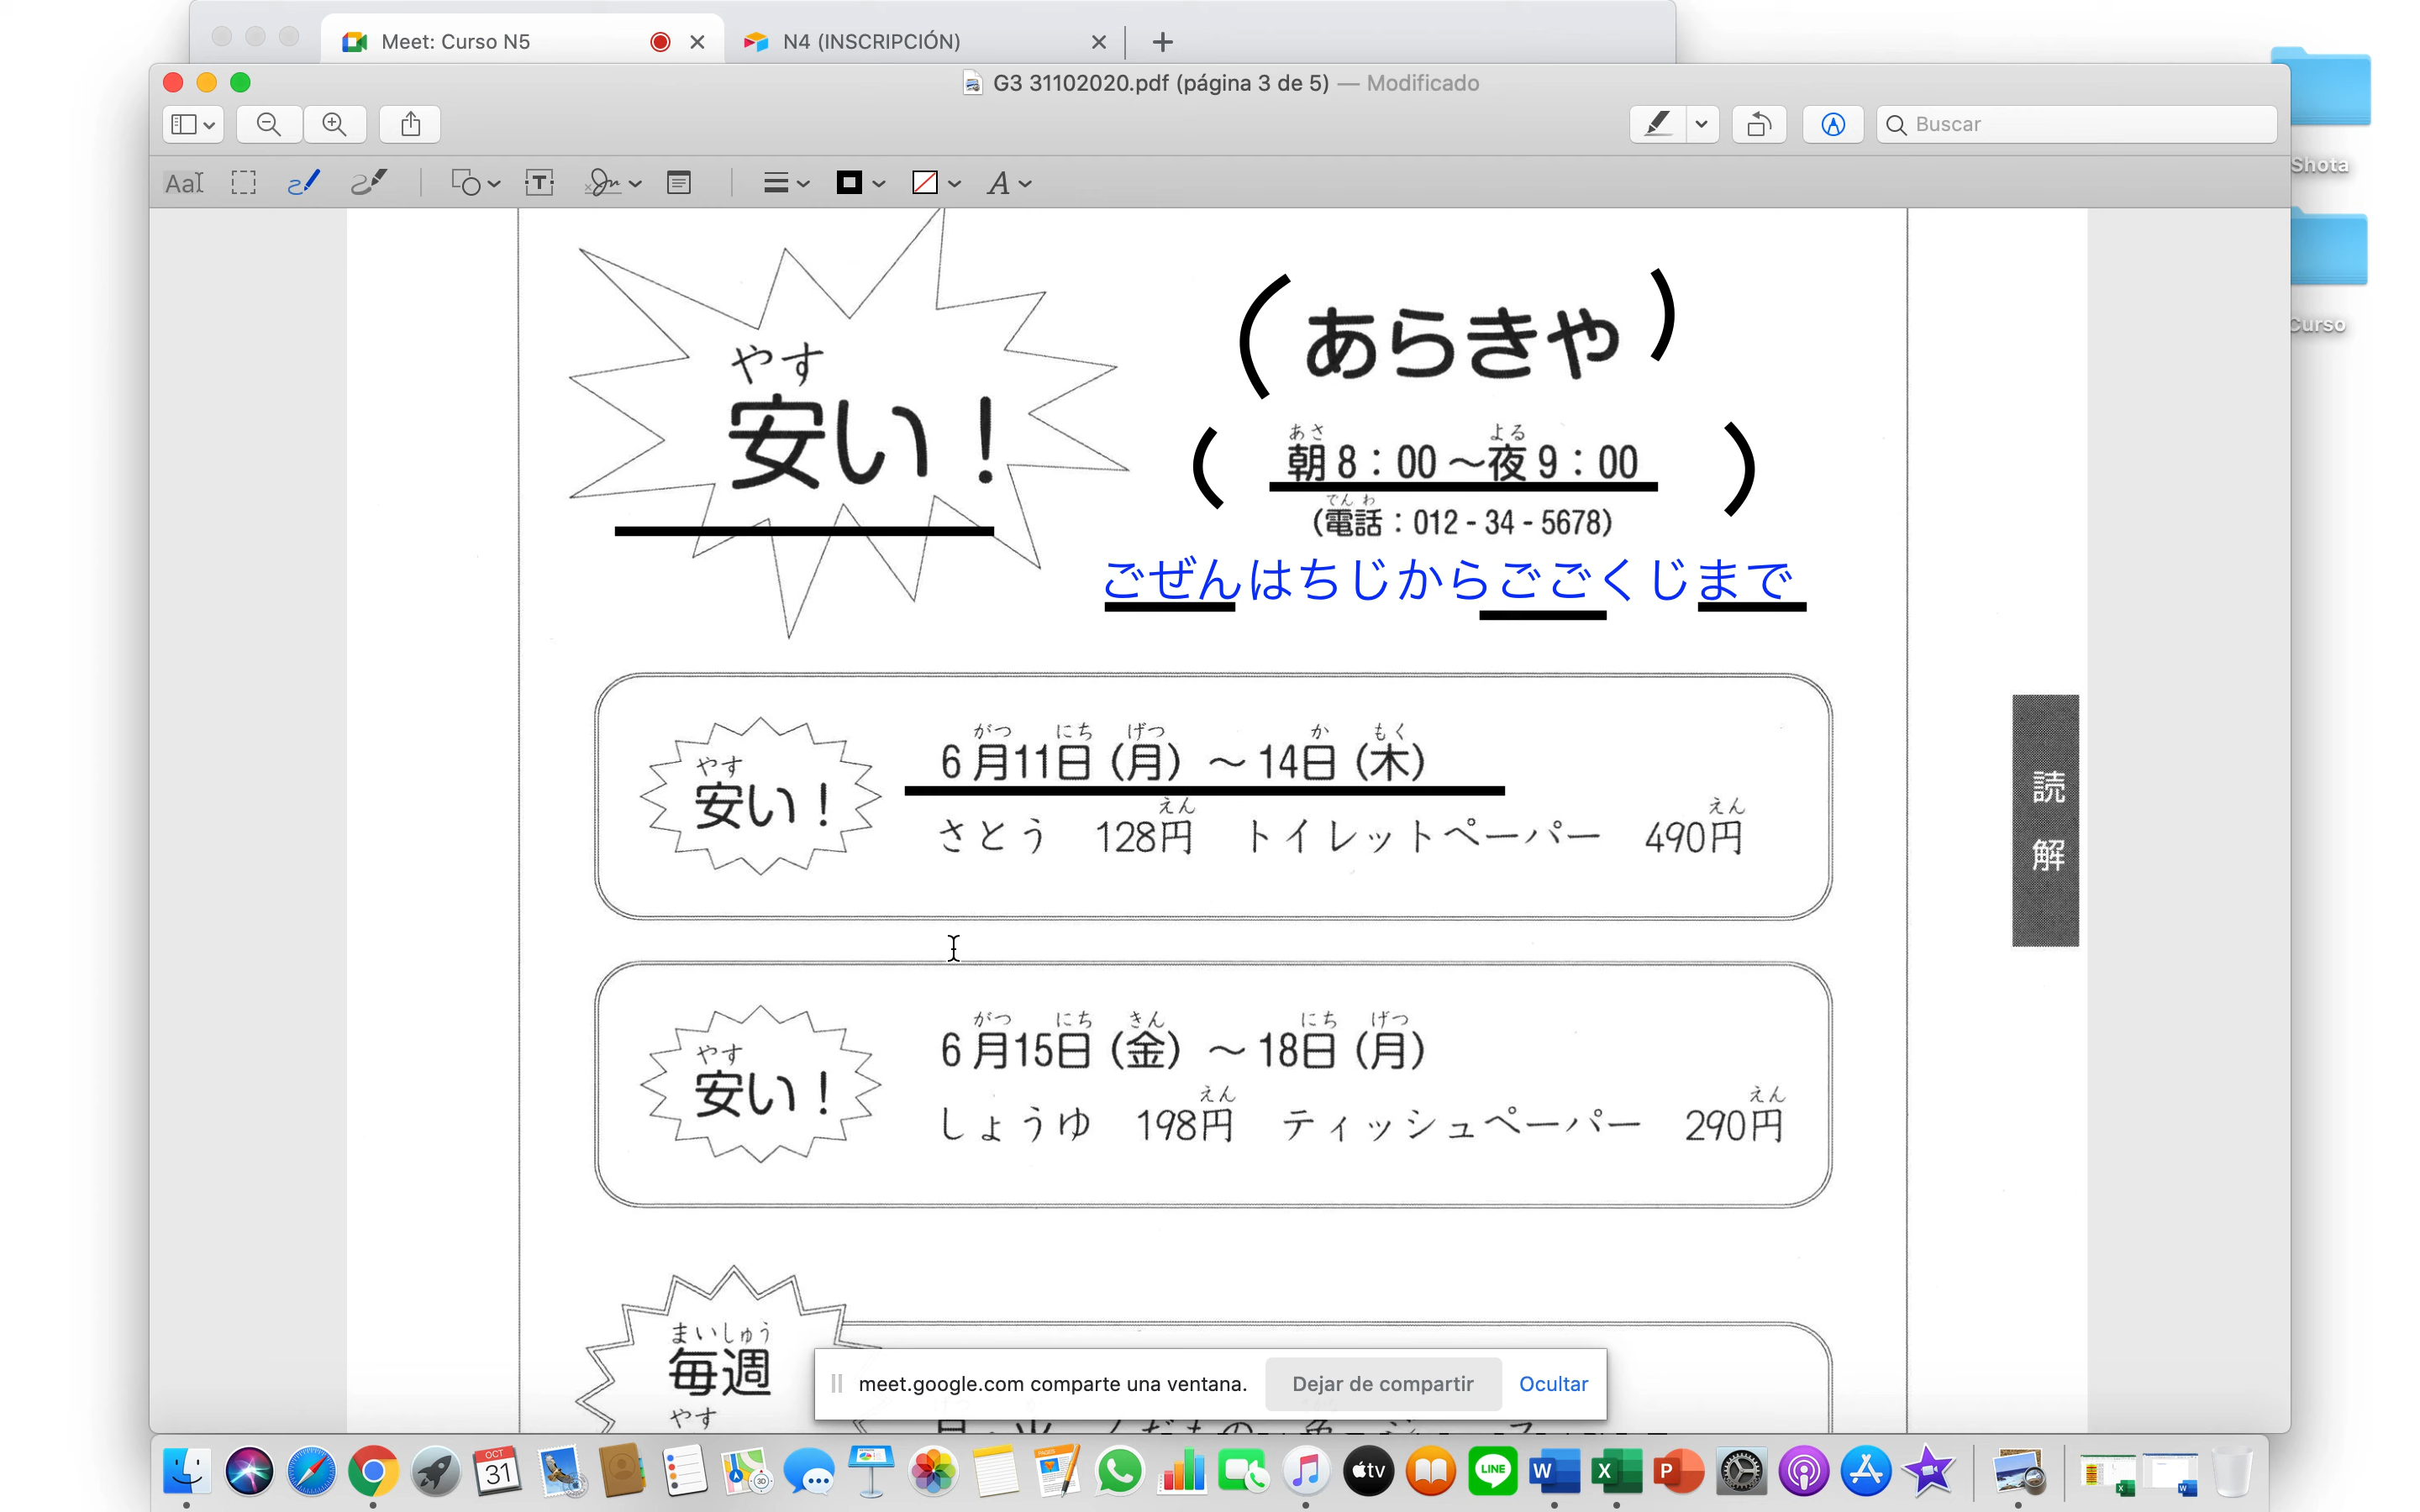 Meet: Curso N5
N4 (INSCRIPCIÓN)
G3 31102020.pdf (página 3 de 5) — Modificado
Buscar
Shota
Curso
やす
安い!
(あらきや)
あさ よる
(朝8:00~夜9:00)
でんわ
(電話:012-34-5678)
ごぜんはちじからごごくじまで
がつ にち げつ か もく
6月11日(月)~14日(木)
やす
安い!
えん えん
さとう 128円 トイレットペーパー 490円
読解
がつ にち きん にち げつ
6月15日(金)~18日(月)
やす
安い!
えん えん
しょうゆ 198円 ティッシュペーパー 290円
まいしゅう
毎週
やす
meet.google.com comparte una ventana.
Dejar de compartir
Ocultar
OCT
31
3D
PAGES
tv
LINE
W
X
P
X
W